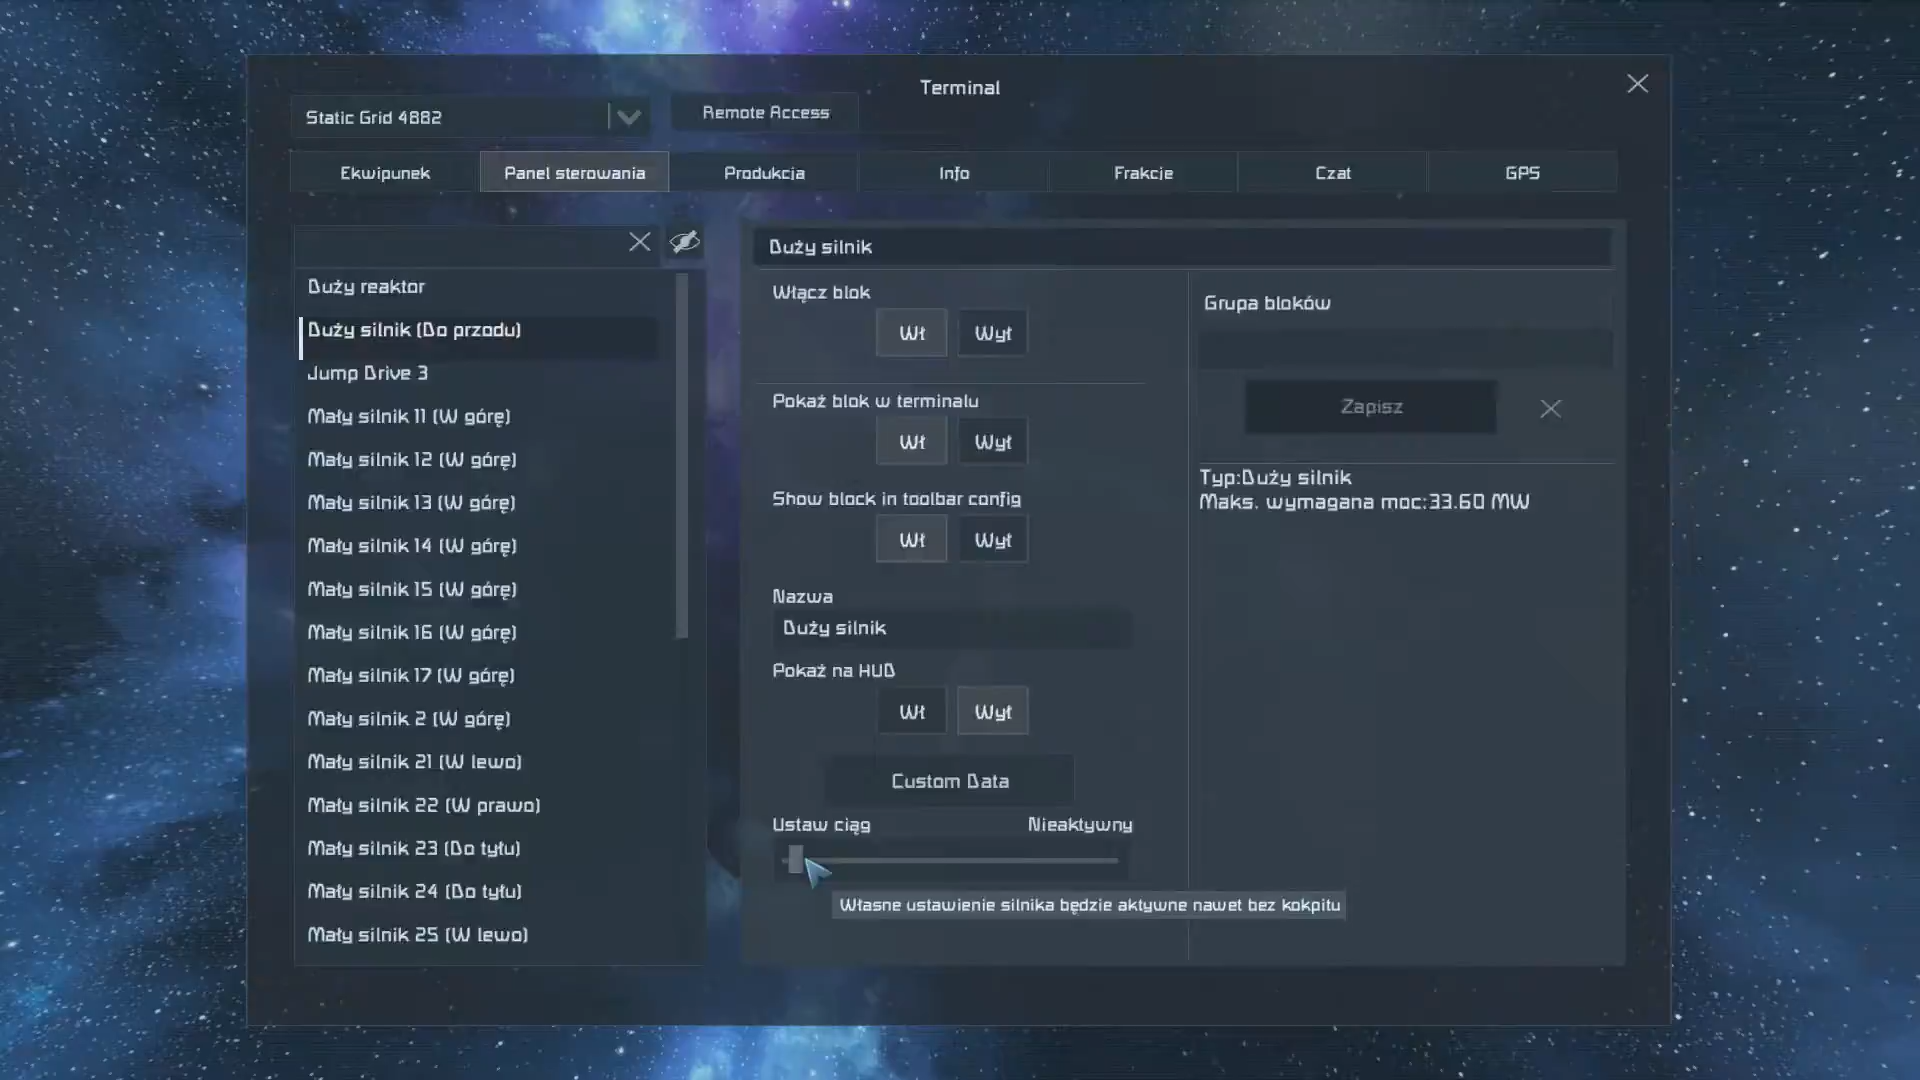 Terminal
Static Grid 4882
Remote Access
Ekwipunek
Panel sterowania
Produkcja
Info
Frakcje
Czat
GPS
Duży reaktor
Duży silnik (Do przodu)
Jump Drive 3
Mały silnik 11 (W górę)
Mały silnik 12 (W górę)
Mały silnik 13 (W górę)
Mały silnik 14 (W górę)
Mały silnik 15 (W górę)
Mały silnik 16 (W górę)
Mały silnik 17 (W górę)
Mały silnik 2 (W górę)
Mały silnik 21 (W lewo)
Mały silnik 22 (W prawo)
Mały silnik 23 (Do tyłu)
Mały silnik 24 (Do tyłu)
Mały silnik 25 (W lewo)
Duży silnik
Włącz blok
Wł Wył
Pokaż blok w terminalu
Wł Wył
Show block in toolbar config
Wł Wył
Nazwa
Duży silnik
Pokaż na HUD
Wł Wył
Custom Data
Ustaw ciąg Nieaktywny
Własne ustawienie silnika będzie aktywne nawet bez kokpitu
Grupa bloków
Zapisz
Typ:Duży silnik
Maks. wymagana moc:33.60 MW